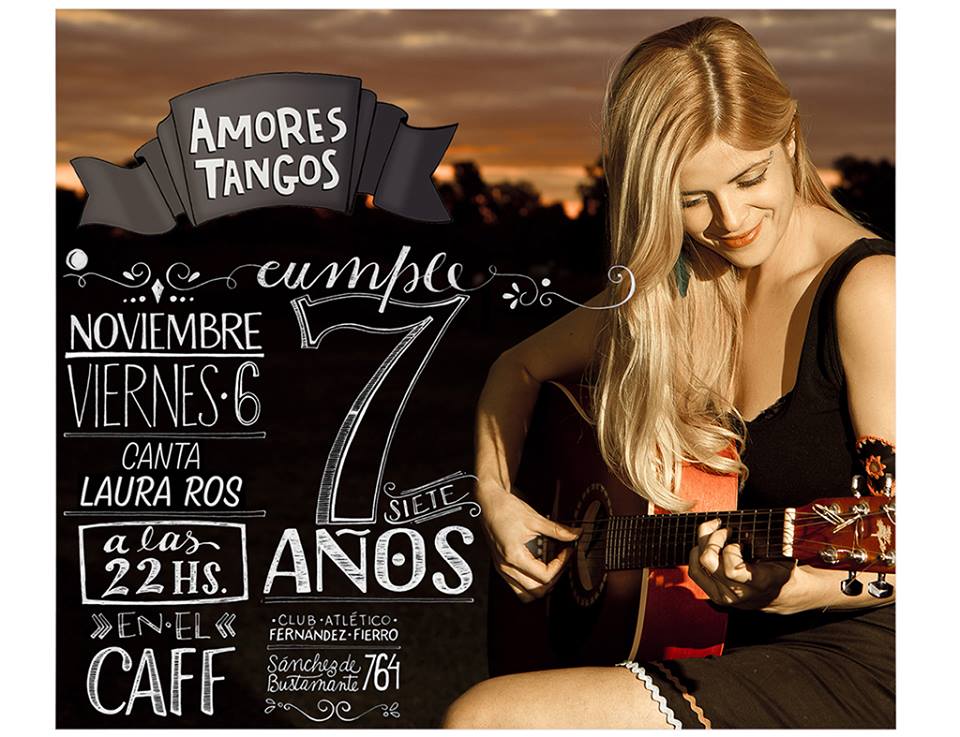 AMORES
TANGOS
cumple
7
SIETE
AÑOS
NOVIEMBRE
VIERNES·6
CANTA
LAURA ROS
a las
22 HS.
»EN·EL«
CAFF
·CLUB·ATLÉTICO·
FERNÁNDEZ·FIERRO
Sánchez de
Bustamante 764